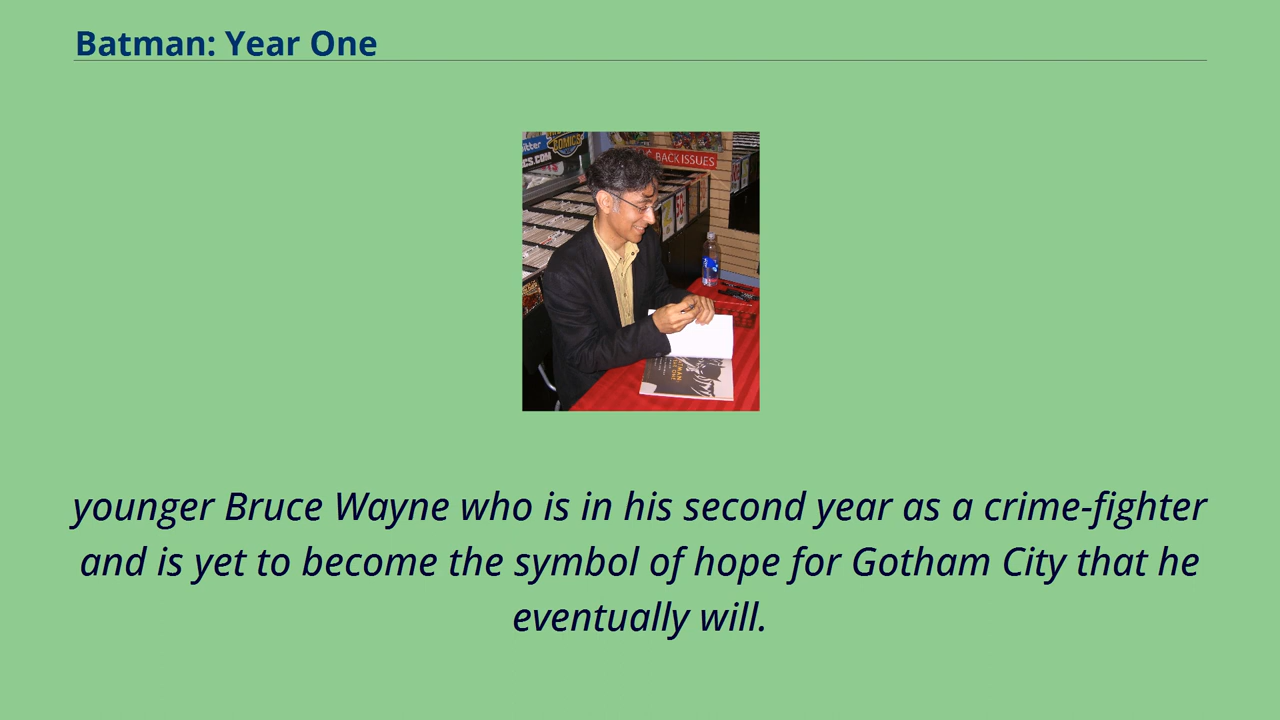 Batman: Year One
COMICS
BACK ISSUES
younger Bruce Wayne who is in his second year as a crime-fighter
and is yet to become the symbol of hope for Gotham City that he
eventually will.